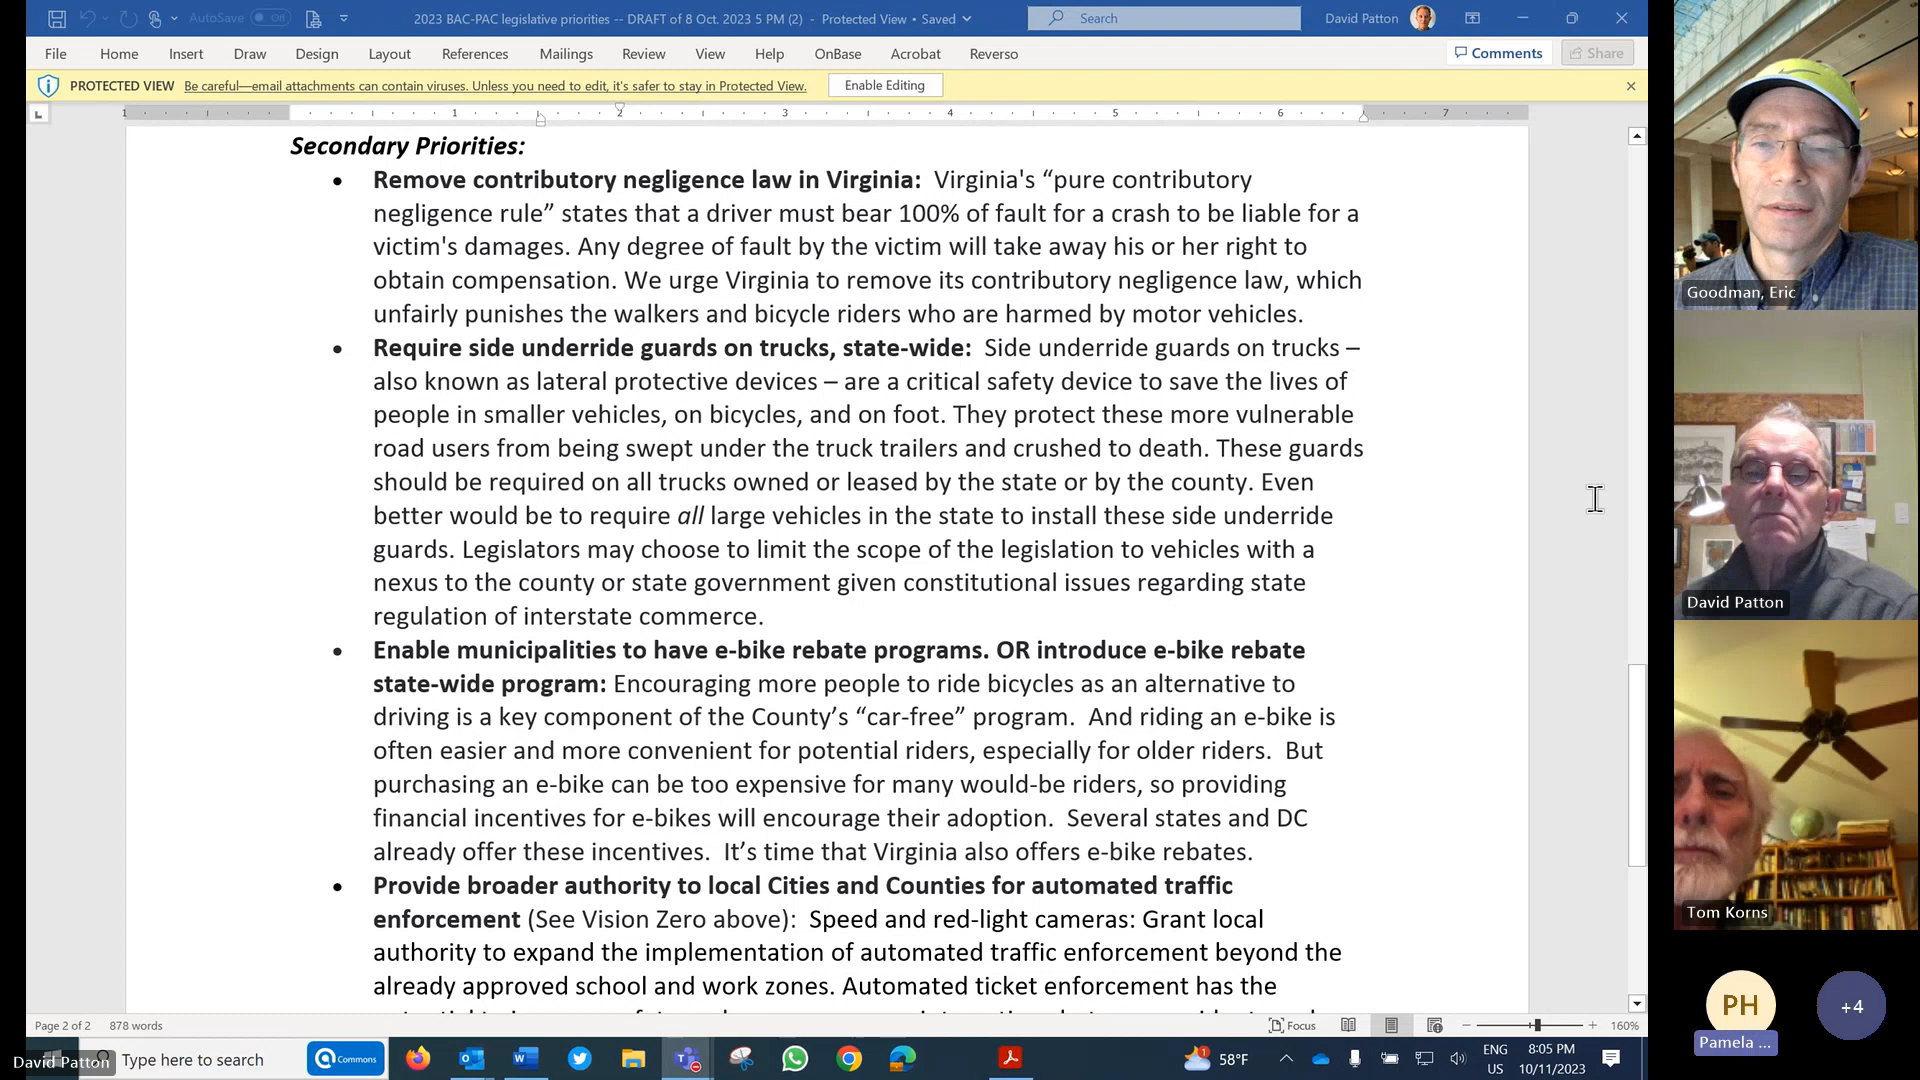 AutoSave Off
2023 BAC-PAC legislative priorities -- DRAFT of 8 Oct. 2023 5 PM (2) - Protected View • Saved
Search
David Patton
File Home Insert Draw Design Layout References Mailings Review View Help OnBase Acrobat Reverso
Comments
Share
PROTECTED VIEW Be careful—email attachments can contain viruses. Unless you need to edit, it's safer to stay in Protected View.
Enable Editing
1 1 2 3 4 5 6 7
Secondary Priorities:
• Remove contributory negligence law in Virginia: Virginia's “pure contributory
negligence rule” states that a driver must bear 100% of fault for a crash to be liable for a
victim's damages. Any degree of fault by the victim will take away his or her right to
obtain compensation. We urge Virginia to remove its contributory negligence law, which
unfairly punishes the walkers and bicycle riders who are harmed by motor vehicles.
• Require side underride guards on trucks, state-wide: Side underride guards on trucks –
also known as lateral protective devices – are a critical safety device to save the lives of
people in smaller vehicles, on bicycles, and on foot. They protect these more vulnerable
road users from being swept under the truck trailers and crushed to death. These guards
should be required on all trucks owned or leased by the state or by the county. Even
better would be to require all large vehicles in the state to install these side underride
guards. Legislators may choose to limit the scope of the legislation to vehicles with a
nexus to the county or state government given constitutional issues regarding state
regulation of interstate commerce.
• Enable municipalities to have e-bike rebate programs. OR introduce e-bike rebate
state-wide program: Encouraging more people to ride bicycles as an alternative to
driving is a key component of the County’s “car-free” program. And riding an e-bike is
often easier and more convenient for potential riders, especially for older riders. But
purchasing an e-bike can be too expensive for many would-be riders, so providing
financial incentives for e-bikes will encourage their adoption. Several states and DC
already offer these incentives. It’s time that Virginia also offers e-bike rebates.
• Provide broader authority to local Cities and Counties for automated traffic
enforcement (See Vision Zero above): Speed and red-light cameras: Grant local
authority to expand the implementation of automated traffic enforcement beyond the
already approved school and work zones. Automated ticket enforcement has the
Page 2 of 2 878 words
Focus
160%
David Patton
Type here to search
Commons
58°F
ENG
US
8:05 PM
10/11/2023
Goodman, Eric
David Patton
Tom Korns
PH
Pamela ...
+4